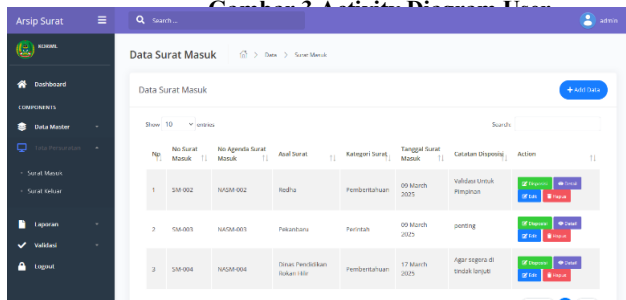 Gambar 3 Activity Diagram User
Arsip Surat
Search...
admin
Data Surat Masuk
Data > Surat Masuk
Dashboard
COMPONENTS
Data Master
Surat Masuk
Surat Keluar
Laporan
Validasi
Logout
Data Surat Masuk
+ Add Data
Show 10 entries
Search:
No No Surat Masuk No Agenda Surat Masuk Asal Surat Kategori Surat Tanggal Surat Masuk Catatan Disposisi Action
1 SM-002 NASM-002 Redha Pemberitahuan 09 March 2025 Validasi Untuk Pimpinan Disposisi Detail Edit Hapus
2 SM-003 NASM-003 Pekanbaru Perintah 09 March 2025 penting Disposisi Detail Edit Hapus
3 SM-004 NASM-004 Dinas Pendidikan Rokan Hilir Pemberitahuan 17 March 2025 Agar segera di tindak lanjuti Disposisi Detail Edit Hapus